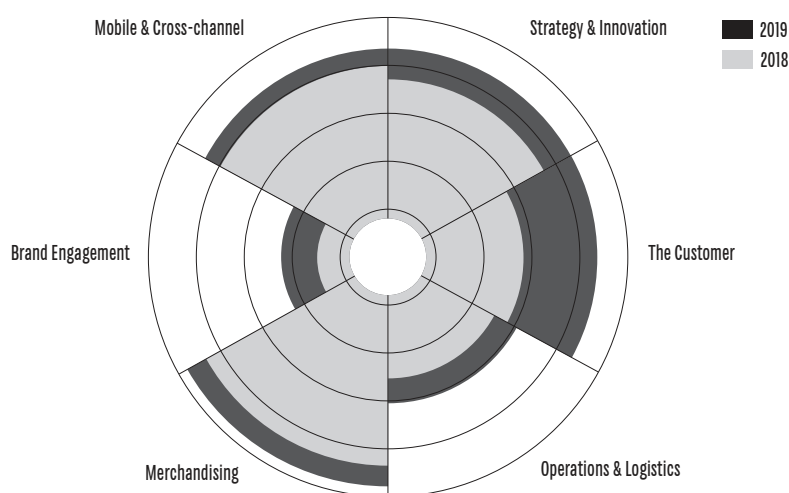 Mobile & Cross-channel
Strategy & Innovation
2019
2018
Brand Engagement
The Customer
Merchandising
Operations & Logistics